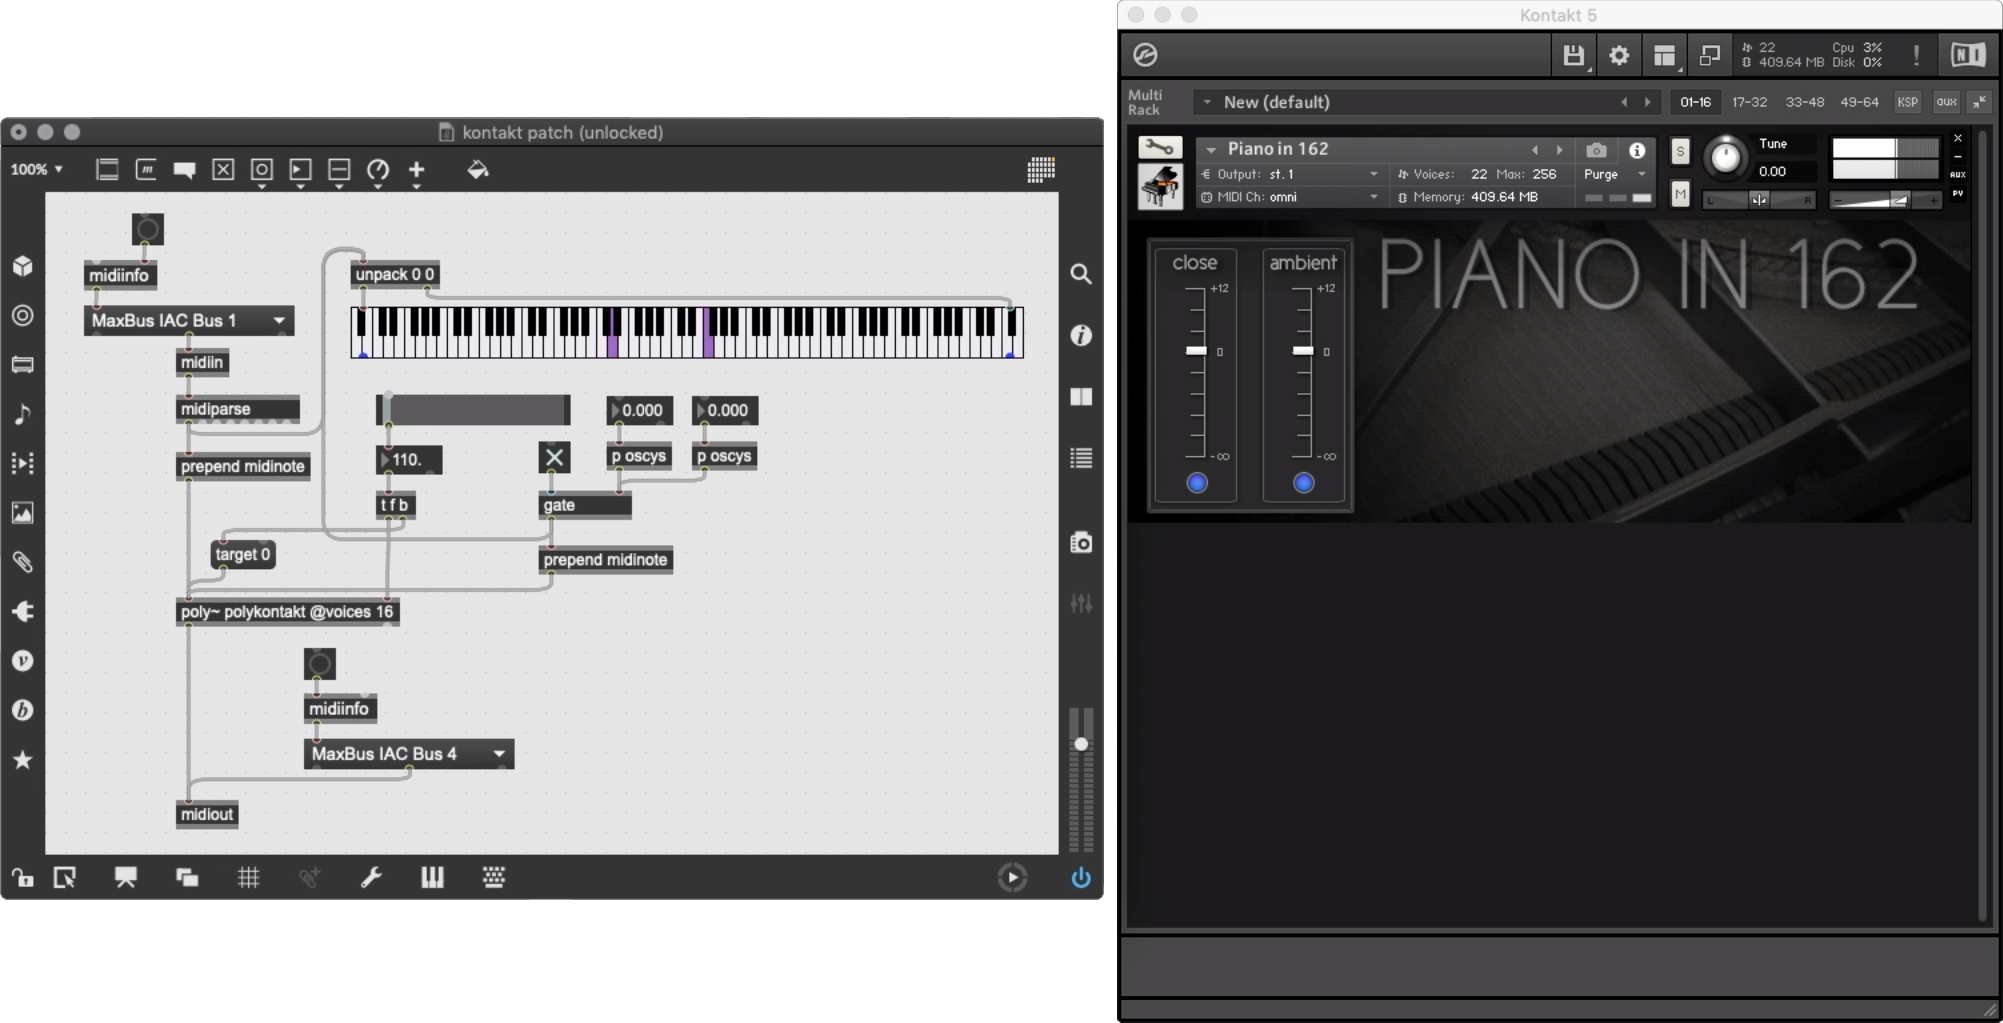 kontakt patch (unlocked)
100%
midiinfo
MaxBus IAC Bus 1
midiin
midiparse
prepend midinote
unpack 0 0
110.
t f b
target 0
0.000
0.000
p oscys
p oscys
gate
prepend midinote
poly~ polykontakt @voices 16
midiinfo
MaxBus IAC Bus 4
midiout
Kontakt 5
22
409.64 MB
Cpu 3%
Disk 0%
!
NI
Multi
Rack
New (default)
01-16
17-32
33-48
49-64
KSP
aux
Piano in 162
Output: st. 1
Voices: 22 Max: 256
Purge
MIDI Ch: omni
Memory: 409.64 MB
S
M
Tune
0.00
L
R
AUX
PV
close
+12
0
-∞
ambient
+12
0
-∞
PIANO IN 162